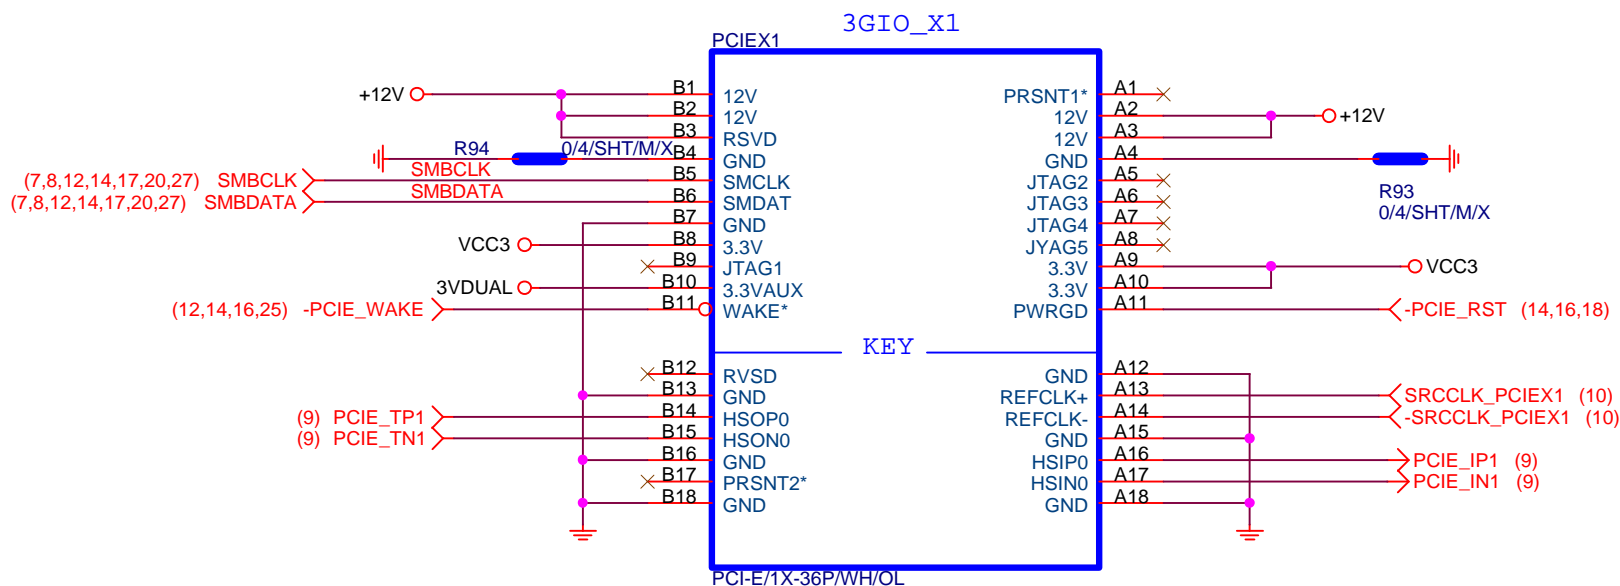 3GIO_X1
PCIEX1
+12V B1 12V PRSNT1* A1
B2 12V 12V A2 +12V
B3 RSVD 12V A3
R94 0/4/SHT/M/X B4 GND GND A4
(7,8,12,14,17,20,27) SMBCLK SMBCLK B5 SMCLK JTAG2 A5
(7,8,12,14,17,20,27) SMBDATA SMBDATA B6 SMDAT JTAG3 A6
R93
0/4/SHT/M/X
B7 GND JTAG4 A7
VCC3 B8 3.3V JYAG5 A8
B9 JTAG1 3.3V A9 VCC3
3VDUAL B10 3.3VAUX 3.3V A10
(12,14,16,25) -PCIE_WAKE B11 WAKE* PWRGD A11 -PCIE_RST (14,16,18)
KEY
B12 RVSD GND A12
B13 GND REFCLK+ A13 SRCCLK_PCIEX1 (10)
(9) PCIE_TP1 B14 HSOP0 REFCLK- A14 -SRCCLK_PCIEX1 (10)
(9) PCIE_TN1 B15 HSON0 GND A15
B16 GND HSIP0 A16 PCIE_IP1 (9)
B17 PRSNT2* HSIN0 A17 PCIE_IN1 (9)
B18 GND GND A18
PCI-E/1X-36P/WH/OL